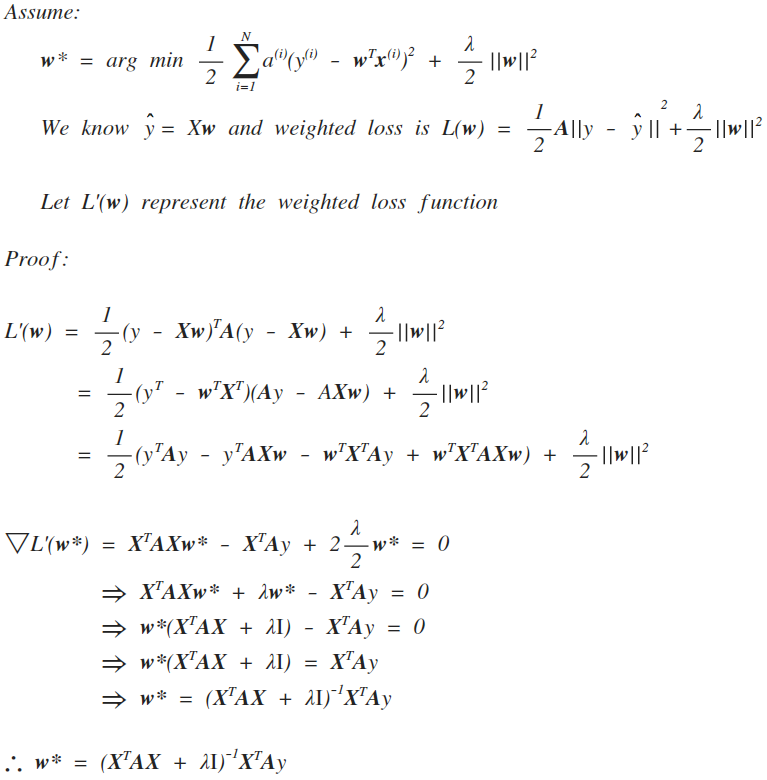 Assume:
w* = arg min 1/2 ∑_{i=1}^{N} a^{(i)}(y^{(i)} - w^T x^{(i)})^2 + λ/2 ||w||^2
We know ŷ = Xw and weighted loss is L(w) = 1/2 A||y - ŷ||^2 + λ/2 ||w||^2
Let L'(w) represent the weighted loss function
Proof:
L'(w) = 1/2 (y - Xw)^T A(y - Xw) + λ/2 ||w||^2
= 1/2 (y^T - w^T X^T)(Ay - AXw) + λ/2 ||w||^2
= 1/2 (y^T Ay - y^T AXw - w^T X^T Ay + w^T X^T AXw) + λ/2 ||w||^2
▽L'(w*) = X^T AXw* - X^T Ay + 2 λ/2 w* = 0
⇒ X^T AXw* + λw* - X^T Ay = 0
⇒ w*(X^T AX + λI) - X^T Ay = 0
⇒ w*(X^T AX + λI) = X^T Ay
⇒ w* = (X^T AX + λI)^{-1} X^T Ay
∴ w* = (X^T AX + λI)^{-1} X^T Ay